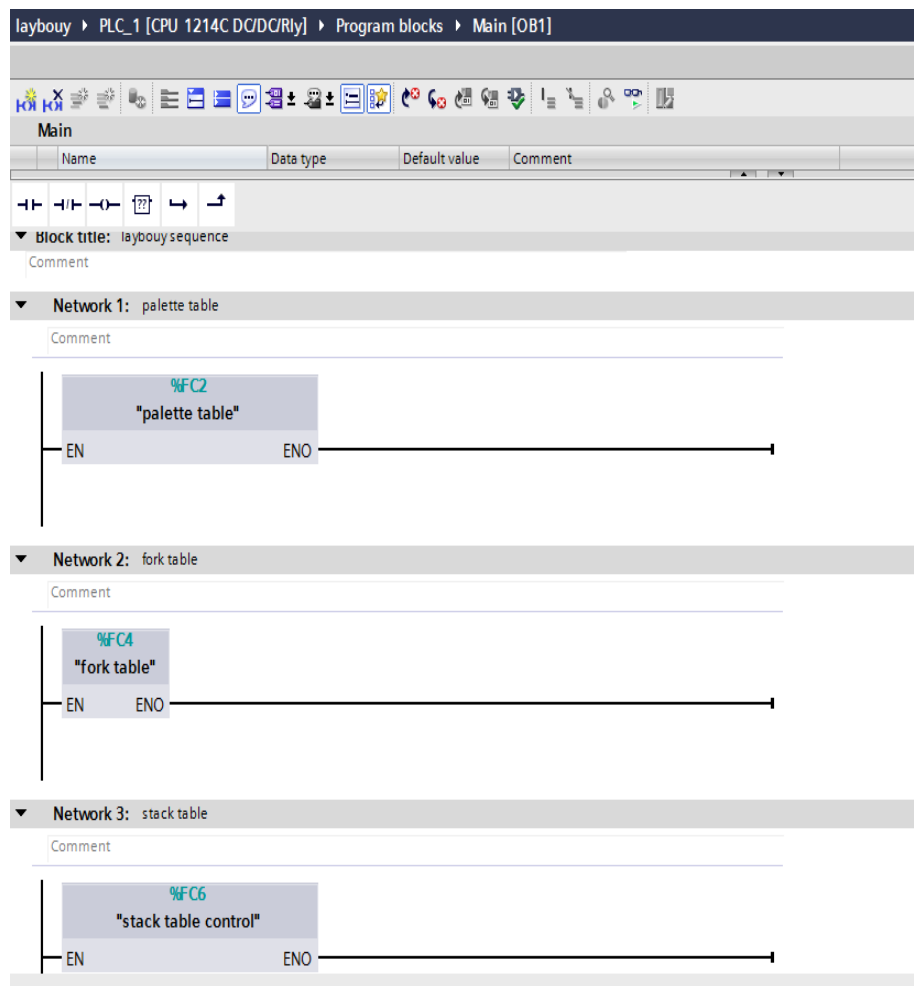 laybouy ▸ PLC_1 [CPU 1214C DC/DC/Rly] ▸ Program blocks ▸ Main [OB1]
Main
Name Data type Default value Comment
??
Block title: laybouy sequence
Comment
Network 1: palette table
Comment
%FC2
"palette table"
EN ENO
Network 2: fork table
Comment
%FC4
"fork table"
EN ENO
Network 3: stack table
Comment
%FC6
"stack table control"
EN ENO